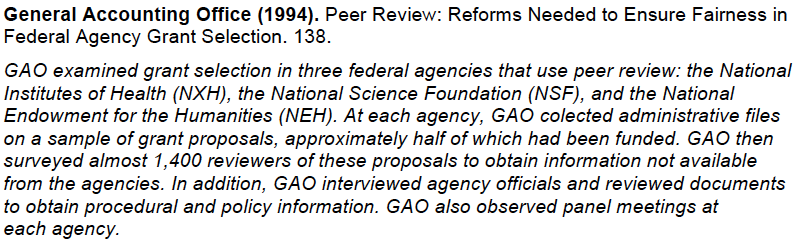 General Accounting Office (1994). Peer Review: Reforms Needed to Ensure Fairness in
Federal Agency Grant Selection. 138.
GAO examined grant selection in three federal agencies that use peer review: the National
Institutes of Health (NXH), the National Science Foundation (NSF), and the National
Endowment for the Humanities (NEH). At each agency, GAO colected administrative files
on a sample of grant proposals, approximately half of which had been funded. GAO then
surveyed almost 1,400 reviewers of these proposals to obtain information not available
from the agencies. In addition, GAO interviewed agency officials and reviewed documents
to obtain procedural and policy information. GAO also observed panel meetings at
each agency.